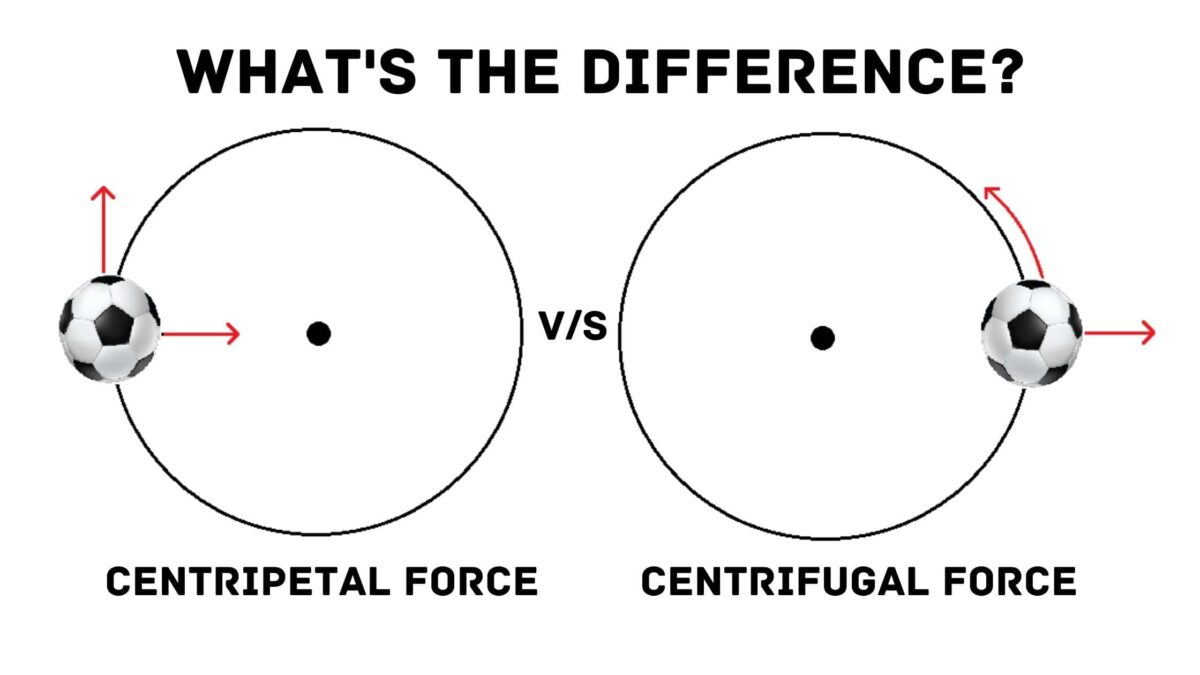 WHAT'S THE DIFFERENCE?
V/S
CENTRIPETAL FORCE
CENTRIFUGAL FORCE